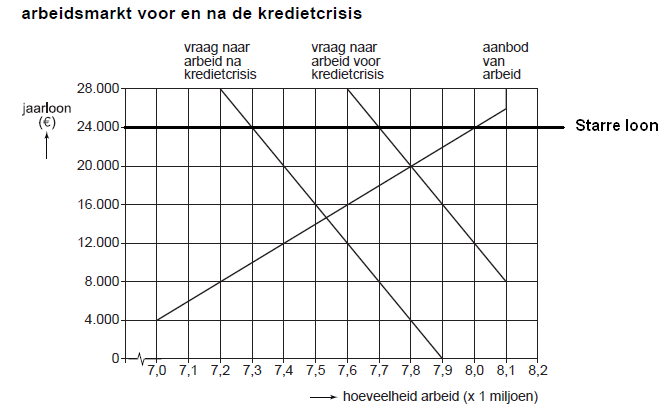 arbeidsmarkt voor en na de kredietcrisis
vraag naar
arbeid na
kredietcrisis
vraag naar
arbeid voor
kredietcrisis
aanbod
van
arbeid
jaarloon
(€)
28.000
24.000
20.000
16.000
12.000
8.000
4.000
0
Starre loon
7,0 7,1 7,2 7,3 7,4 7,5 7,6 7,7 7,8 7,9 8,0 8,1 8,2
hoeveelheid arbeid (x 1 miljoen)